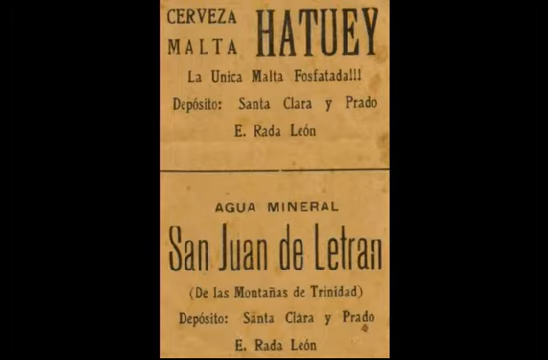 CERVEZA
MALTA HATUEY
La Unica Malta Fosfatada!!!
Depósito: Santa Clara y Prado
E. Rada León
AGUA MINERAL
San Juan de Letran
(De las Montañas de Trinidad)
Depósito: Santa Clara y Prado
E. Rada León